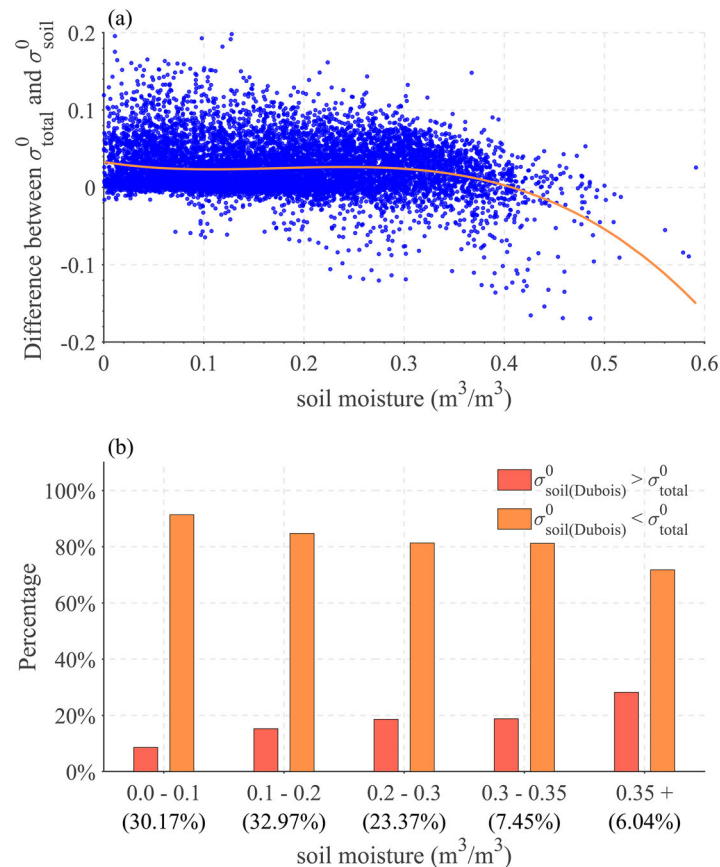 (a)
Difference between σ⁰total and σ⁰soil
0.2
0.1
0
-0.1
-0.2
0 0.1 0.2 0.3 0.4 0.5 0.6
soil moisture (m³/m³)
(b)
σ⁰soil(Dubois) > σ⁰total
σ⁰soil(Dubois) < σ⁰total
Percentage
100%
80%
60%
40%
20%
0%
0.0 - 0.1 0.1 - 0.2 0.2 - 0.3 0.3 - 0.35 0.35 +
(30.17%) (32.97%) (23.37%) (7.45%) (6.04%)
soil moisture (m³/m³)